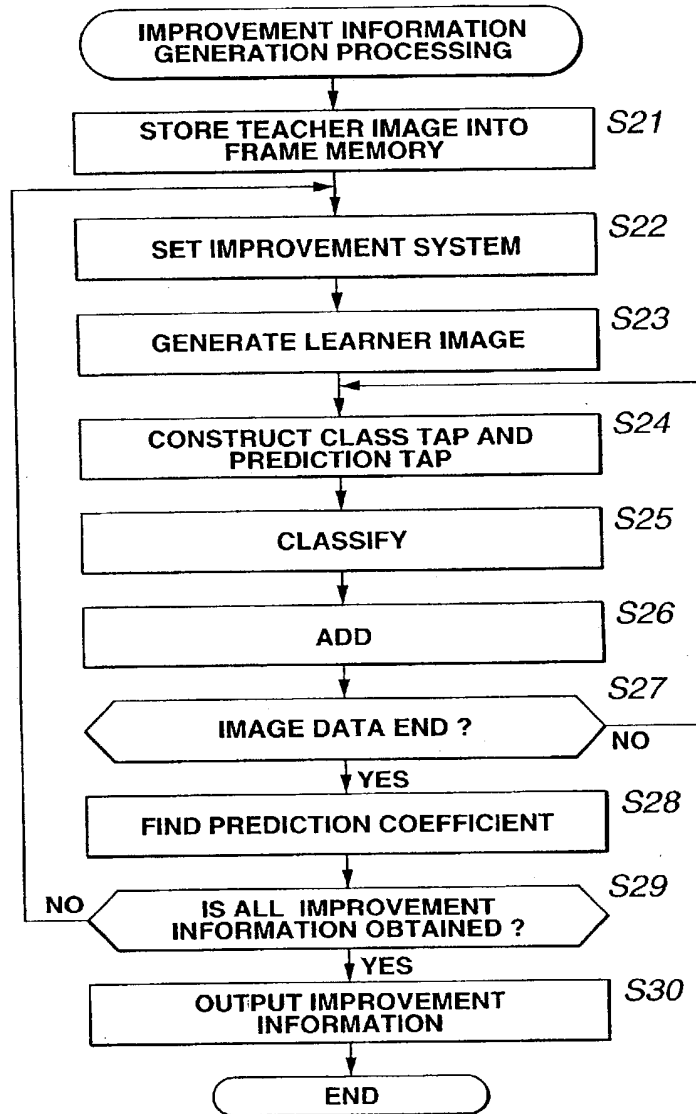 IMPROVEMENT INFORMATION
GENERATION PROCESSING
STORE TEACHER IMAGE INTO
FRAME MEMORY
S21
SET IMPROVEMENT SYSTEM
S22
GENERATE LEARNER IMAGE
S23
CONSTRUCT CLASS TAP AND
PREDICTION TAP
S24
CLASSIFY
S25
ADD
S26
IMAGE DATA END ?
S27
NO
YES
FIND PREDICTION COEFFICIENT
S28
IS ALL IMPROVEMENT
INFORMATION OBTAINED ?
S29
NO
YES
OUTPUT IMPROVEMENT
INFORMATION
S30
END